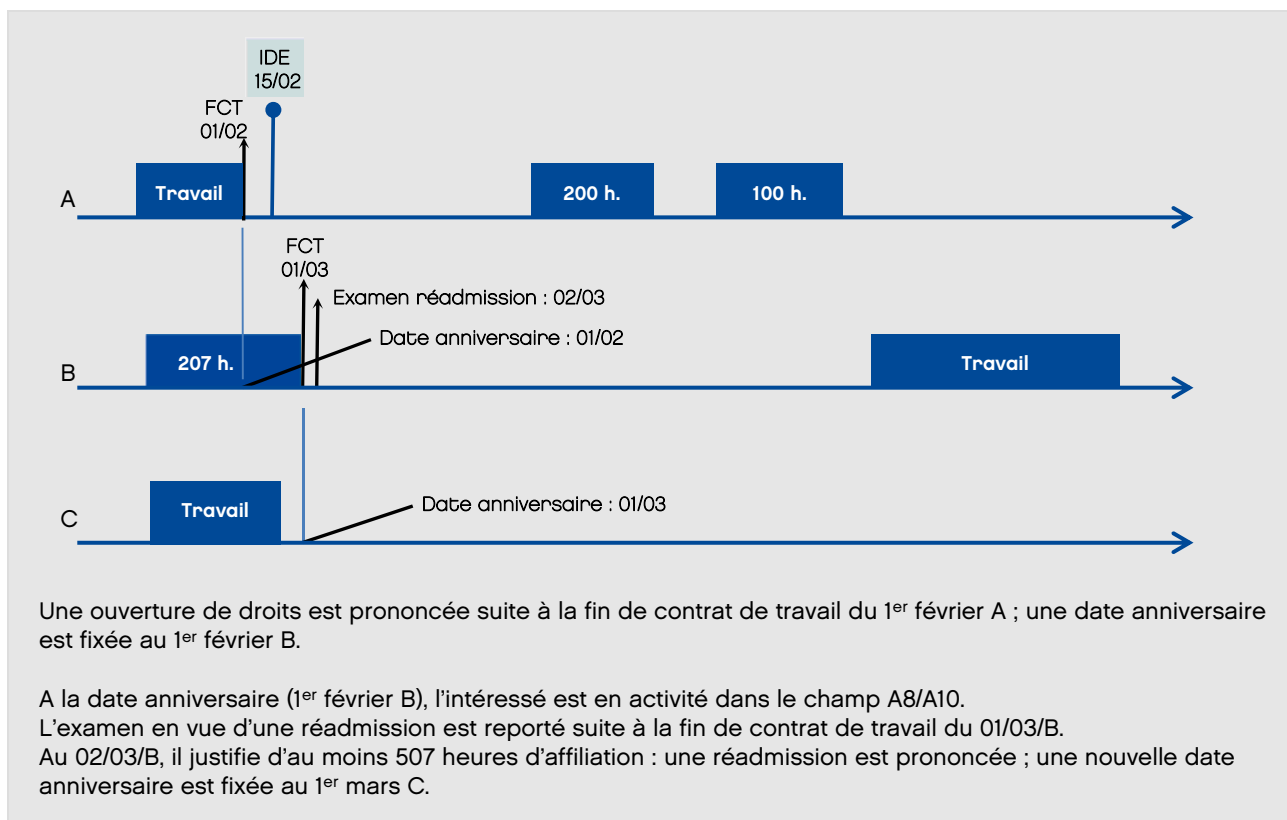 IDE
15/02
FCT
01/02
A
Travail
200 h.
100 h.
FCT
01/03
Examen réadmission : 02/03
Date anniversaire : 01/02
B
207 h.
Travail
C
Travail
Date anniversaire : 01/03
Une ouverture de droits est prononcée suite à la fin de contrat de travail du 1er février A ; une date anniversaire
est fixée au 1er février B.
A la date anniversaire (1er février B), l'intéressé est en activité dans le champ A8/A10.
L'examen en vue d'une réadmission est reporté suite à la fin de contrat de travail du 01/03/B.
Au 02/03/B, il justifie d'au moins 507 heures d'affiliation : une réadmission est prononcée ; une nouvelle date
anniversaire est fixée au 1er mars C.